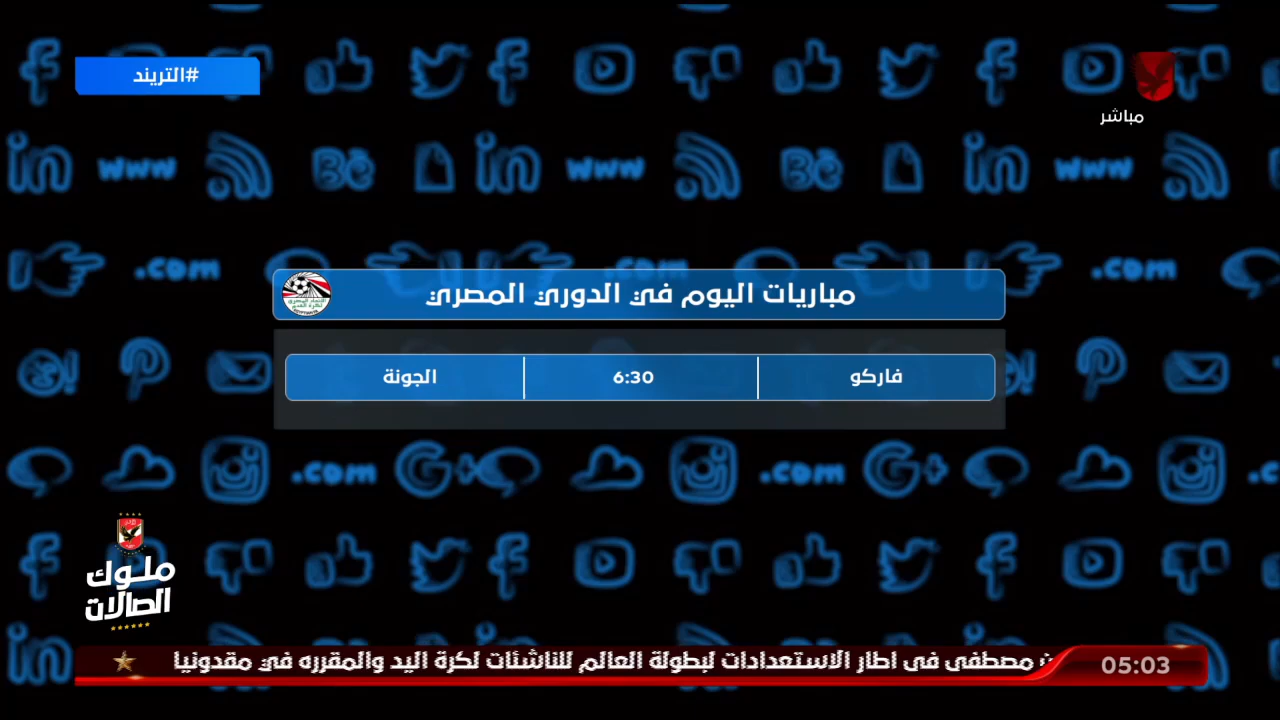 #التريند
مباشر
مباريات اليوم في الدوري المصري
فاركو 6:30 الجونة
ملوك الصالات
مصطفى فى اطار الاستعدادات لبطولة العالم للناشئات لكرة اليد والمقرره في مقدونيا
05:03